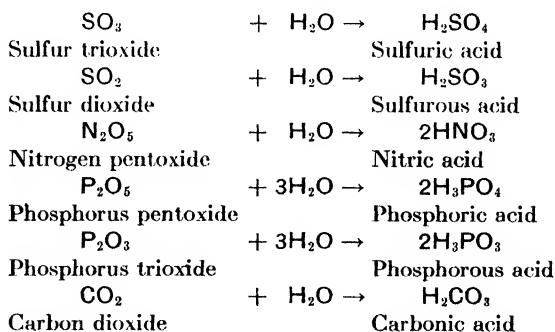 SO₃ + H₂O → H₂SO₄
Sulfur trioxide Sulfuric acid
SO₂ + H₂O → H₂SO₃
Sulfur dioxide Sulfurous acid
N₂O₅ + H₂O → 2HNO₃
Nitrogen pentoxide Nitric acid
P₂O₅ + 3H₂O → 2H₃PO₄
Phosphorus pentoxide Phosphoric acid
P₂O₃ + 3H₂O → 2H₃PO₃
Phosphorus trioxide Phosphorous acid
CO₂ + H₂O → H₂CO₃
Carbon dioxide Carbonic acid